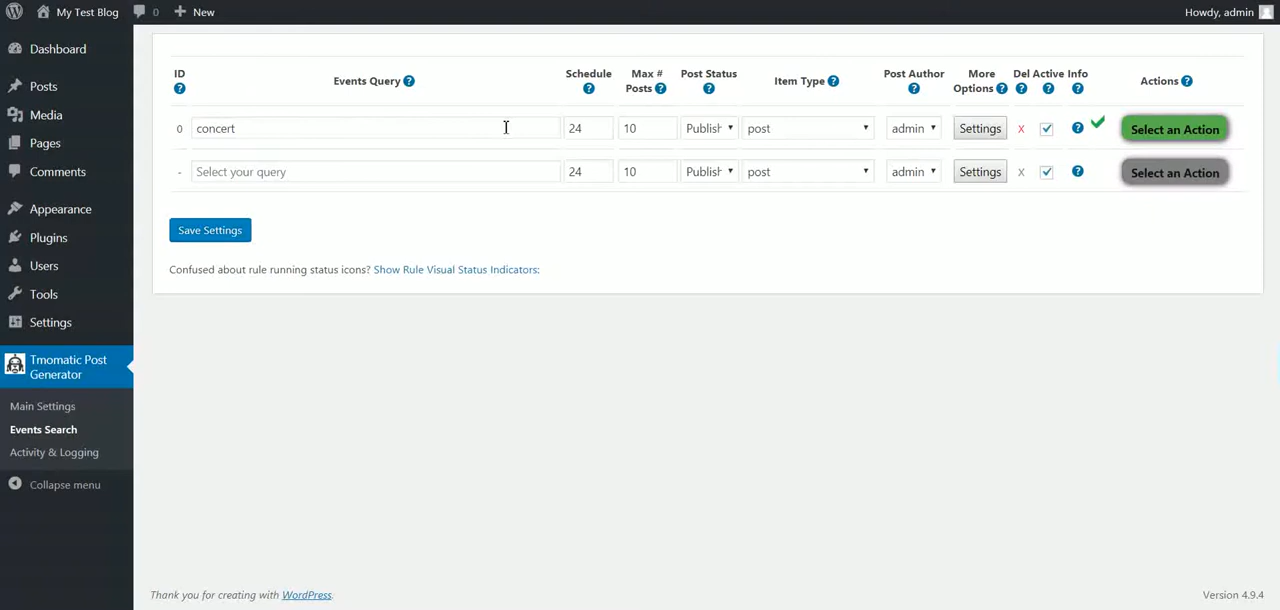 My Test Blog
0
New
Howdy, admin
Dashboard
Posts
Media
Pages
Comments
Appearance
Plugins
Users
Tools
Settings
Tmomatic Post
Generator
Main Settings
Events Search
Activity & Logging
Collapse menu
ID
?
Events Query ?
Schedule
?
Max #
Posts ?
Post Status
?
Item Type ?
Post Author
?
More
Options ?
Del
?
Active
?
Info
?
Actions ?
0
concert
24
10
Publish
post
admin
Settings
X
?
Select an Action
-
Select your query
24
10
Publish
post
admin
Settings
X
?
Select an Action
Save Settings
Confused about rule running status icons? Show Rule Visual Status Indicators:
Thank you for creating with WordPress.
Version 4.9.4